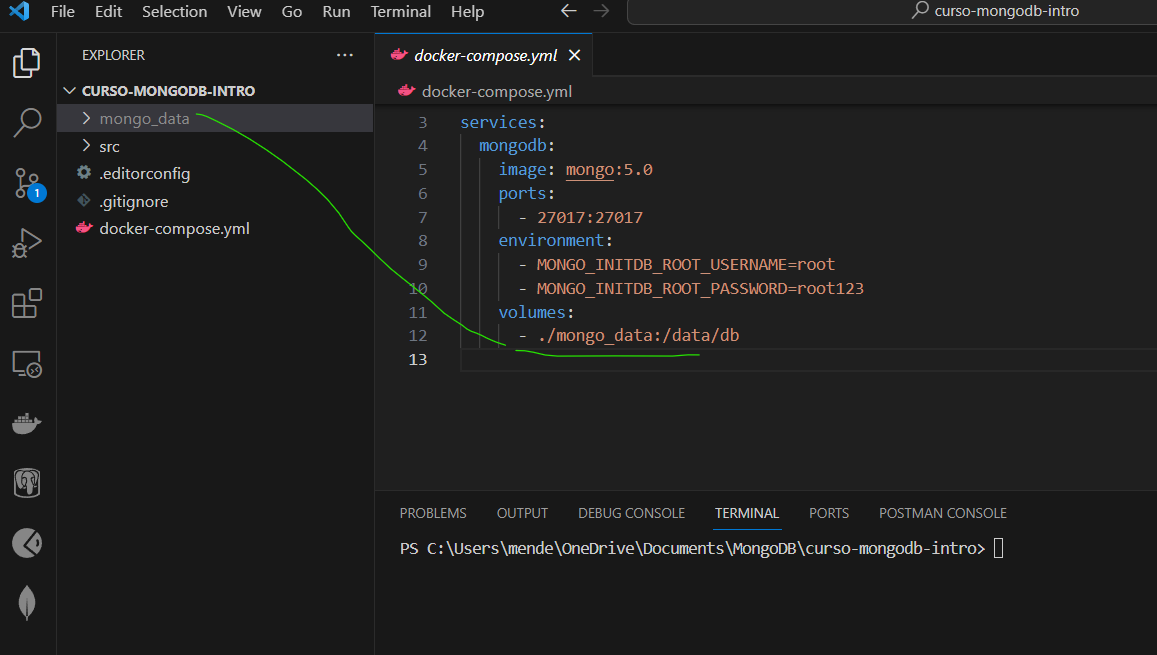 File Edit Selection View Go Run Terminal Help
curso-mongodb-intro
EXPLORER
CURSO-MONGODB-INTRO
mongo_data
src
.editorconfig
.gitignore
docker-compose.yml
1
docker-compose.yml
docker-compose.yml
3 services:
4 mongodb:
5 image: mongo:5.0
6 ports:
7 - 27017:27017
8 environment:
9 - MONGO_INITDB_ROOT_USERNAME=root
10 - MONGO_INITDB_ROOT_PASSWORD=root123
11 volumes:
12 - ./mongo_data:/data/db
13
PROBLEMS OUTPUT DEBUG CONSOLE TERMINAL PORTS POSTMAN CONSOLE
PS C:\Users\mende\OneDrive\Documents\MongoDB\curso-mongodb-intro>